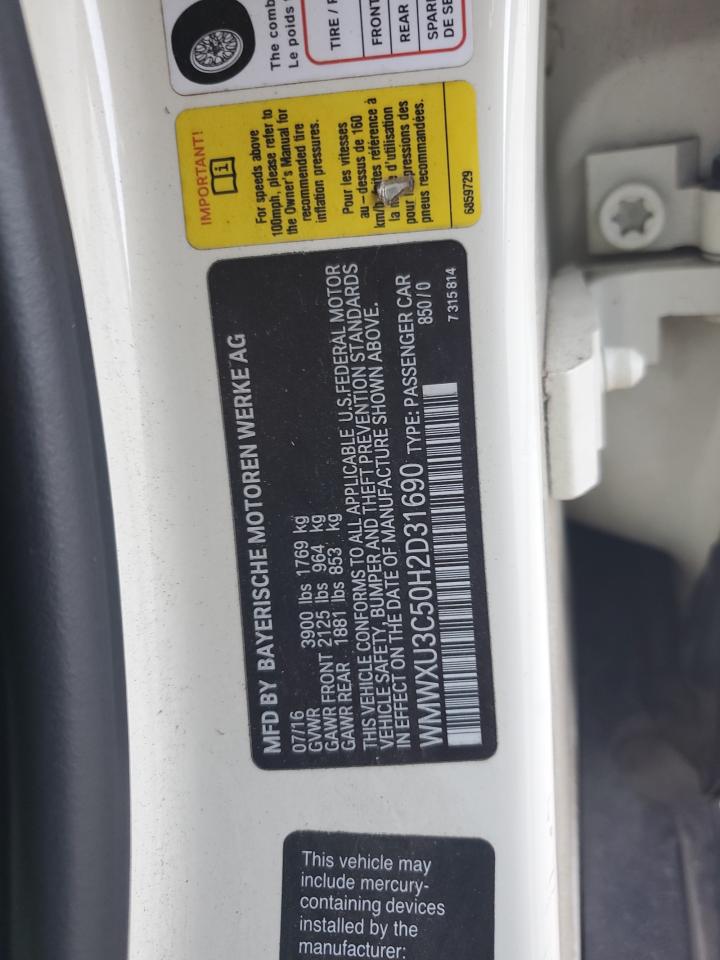 The comb
Le poids
TIRE / 
FRONT
REAR
SPAR
DE SE
IMPORTANT!
For speeds above
100mph, please refer to
the Owner's Manual for
recommended tire
inflation pressures.
Pour les vitesses
au-dessus de 160
référence à
la d'utilisation
pour pressions des
pneus recommandées.
6859729
MFD BY BAYERISCHE MOTOREN WERKE AG
07/16
GVWR 3900 lbs 1769 kg
GAWR FRONT 2125 lbs 964 kg
GAWR REAR 1881 lbs 853 kg
THIS VEHICLE CONFORMS TO ALL APPLICABLE U.S.FEDERAL MOTOR
VEHICLE SAFETY, BUMPER AND THEFT PREVENTION STANDARDS
IN EFFECT ON THE DATE OF MANUFACTURE SHOWN ABOVE.
WMWXU3C50H2D31690 TYPE: PASSENGER CAR
850/0
7 315 814
This vehicle may
include mercury-
containing devices
installed by the
manufacturer: